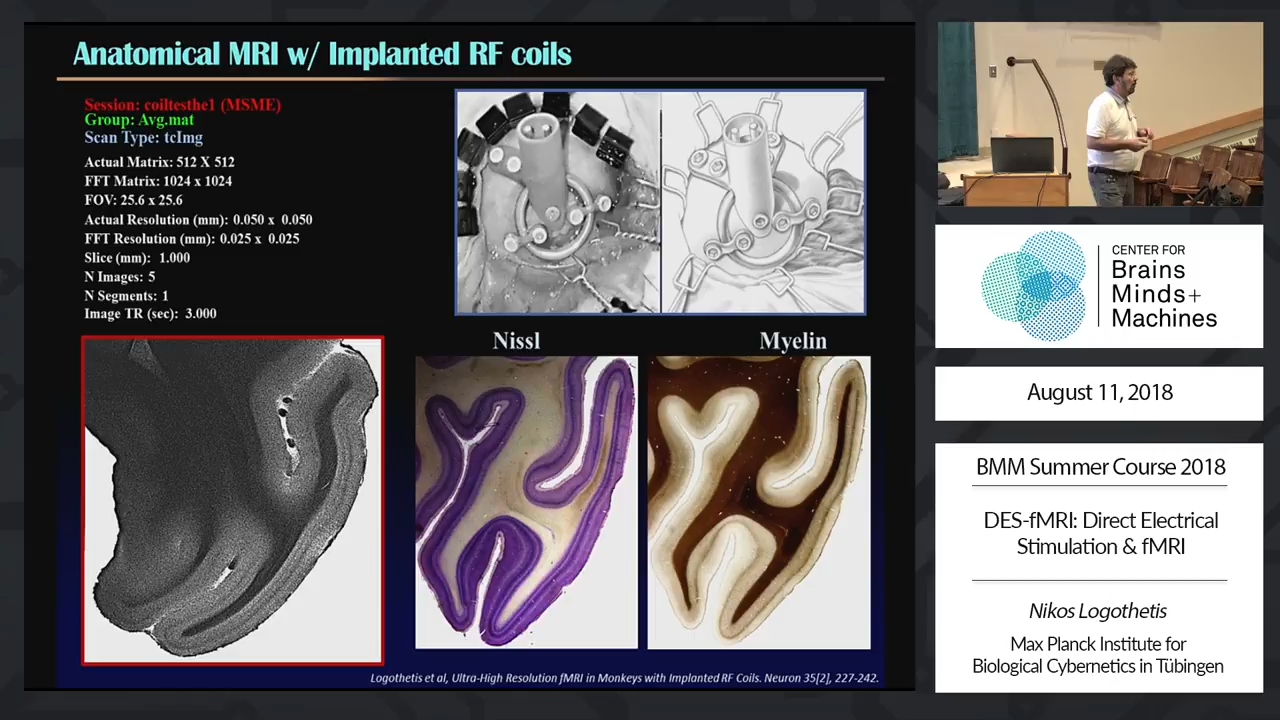 Anatomical MRI w/ Implanted RF coils
Session: coiltesthe1 (MSME)
Group: Avg.mat
Scan Type: tcImg
Actual Matrix: 512 X 512
FFT Matrix: 1024 x 1024
FOV: 25.6 x 25.6
Actual Resolution (mm): 0.050 x 0.050
FFT Resolution (mm): 0.025 x 0.025
Slice (mm): 1.000
N Images: 5
N Segments: 1
Image TR (sec): 3.000
Nissl
Myelin
Logothetis et al, Ultra-High Resolution fMRI in Monkeys with Implanted RF Coils. Neuron 35[2], 227-242.
CENTER FOR
Brains
Minds+
Machines
August 11, 2018
BMM Summer Course 2018
DES-fMRI: Direct Electrical
Stimulation & fMRI
Nikos Logothetis
Max Planck Institute for
Biological Cybernetics in Tübingen